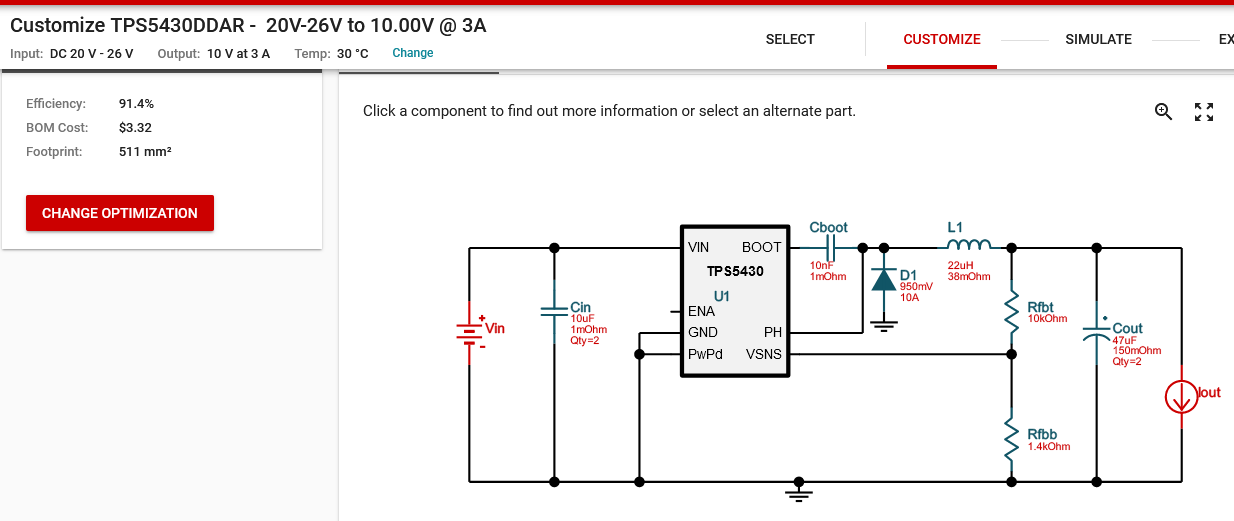 Customize TPS5430DDAR - 20V-26V to 10.00V @ 3A
Input: DC 20 V - 26 V Output: 10 V at 3 A Temp: 30 °C Change
SELECT CUSTOMIZE SIMULATE EX
Efficiency: 91.4%
BOM Cost: $3.32
Footprint: 511 mm²
CHANGE OPTIMIZATION
Click a component to find out more information or select an alternate part.
Vin
+
-
Cin
10uF
1mOhm
Qty=2
VIN BOOT
TPS5430
U1
ENA
GND PH
PwPd VSNS
Cboot
10nF
1mOhm
D1
950mV
10A
L1
22uH
38mOhm
Rfbt
10kOhm
Cout
47uF
150mOhm
Qty=2
Iout
Rfbb
1.4kOhm